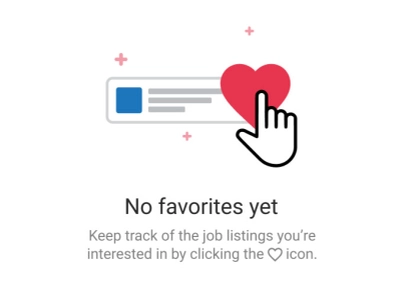 No favorites yet
Keep track of the job listings you’re
interested in by clicking the ♡ icon.